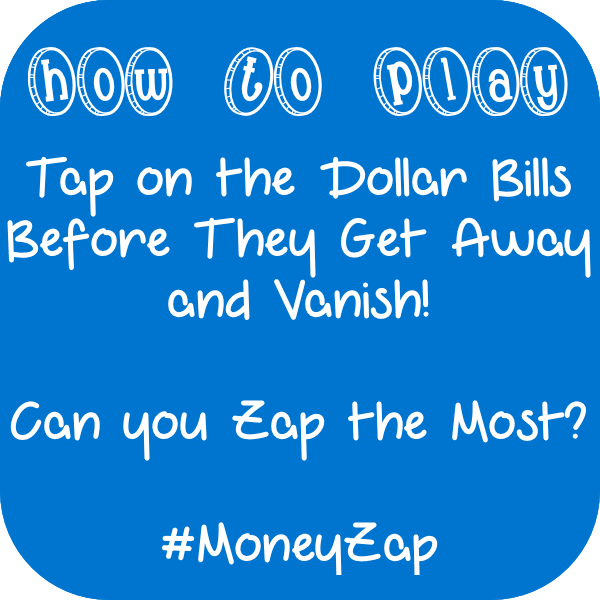 how to play
Tap on the Dollar Bills
Before They Get Away
and Vanish!
Can you Zap the Most?
#MoneyZap